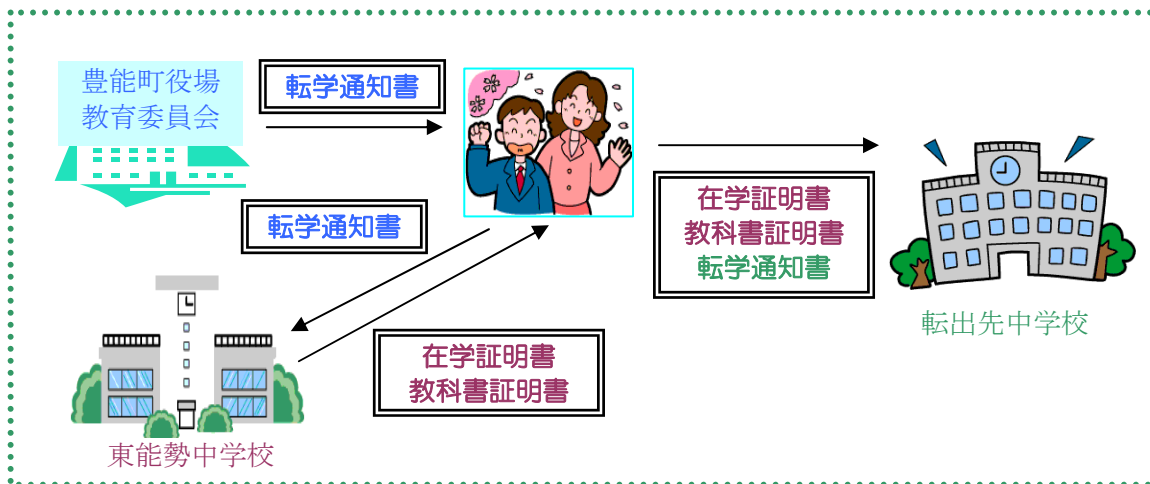 豊能町役場
教育委員会
転学通知書
転学通知書
在学証明書
教科書証明書
転学通知書
転出先中学校
在学証明書
教科書証明書
東能勢中学校